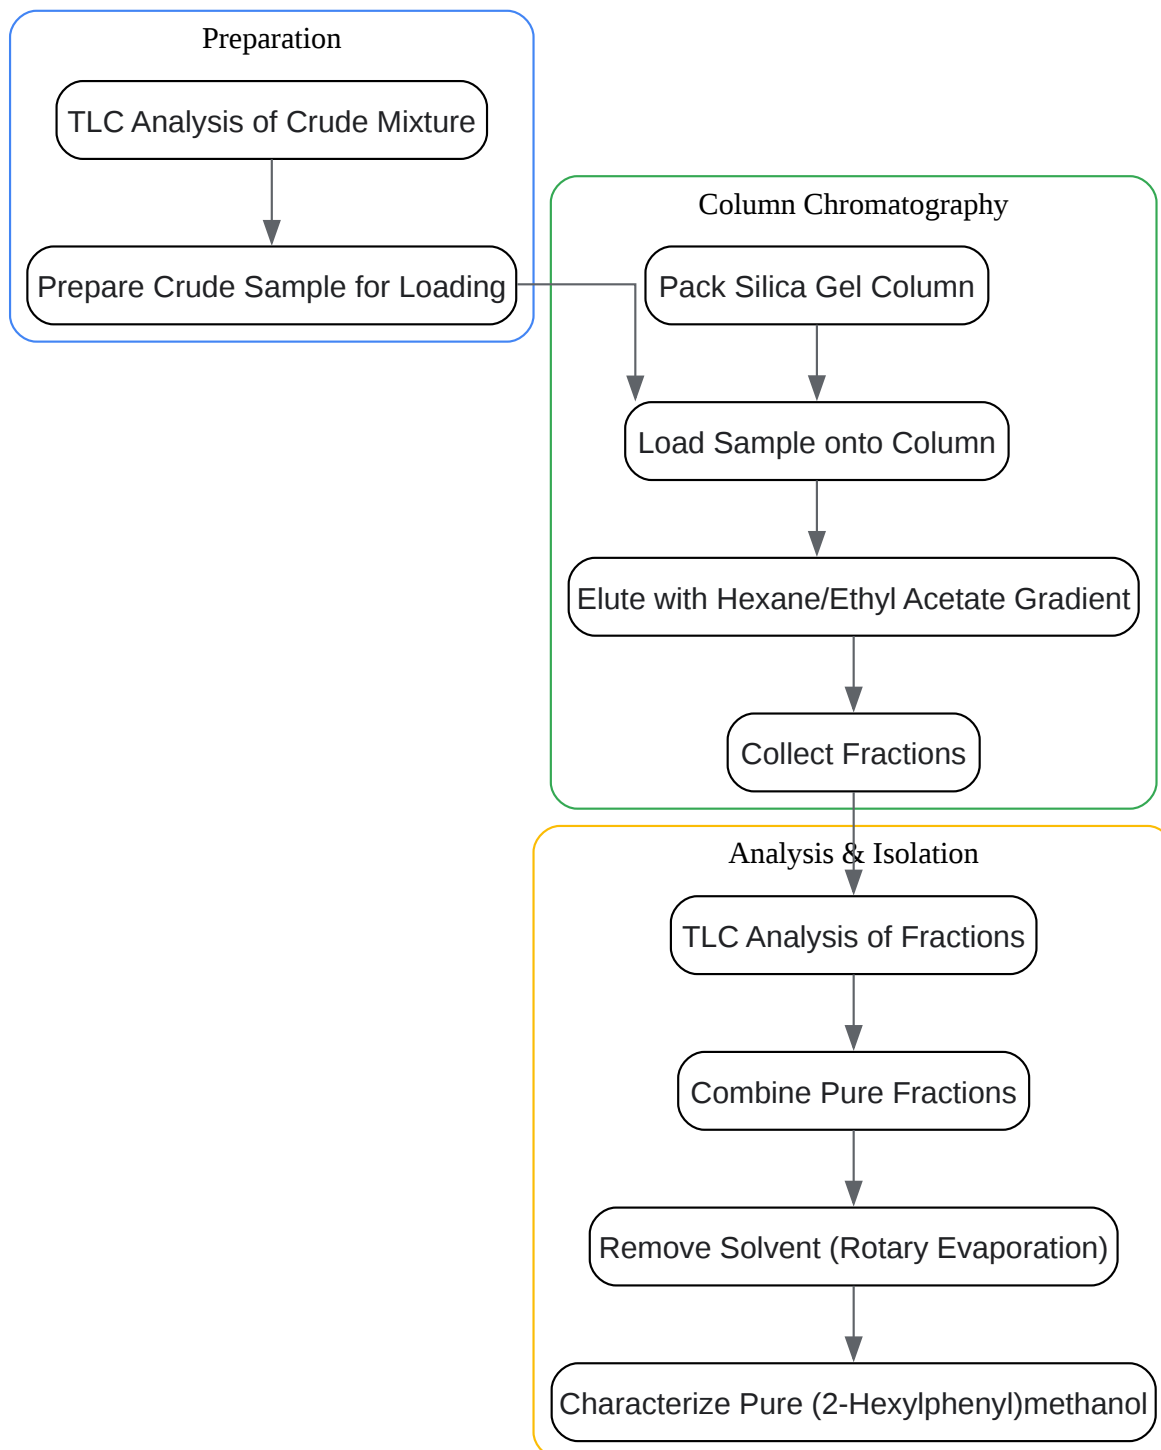 Preparation
TLC Analysis of Crude Mixture
Prepare Crude Sample for Loading
Column Chromatography
Pack Silica Gel Column
Load Sample onto Column
Elute with Hexane/Ethyl Acetate Gradient
Collect Fractions
Analysis & Isolation
TLC Analysis of Fractions
Combine Pure Fractions
Remove Solvent (Rotary Evaporation)
Characterize Pure (2-Hexylphenyl)methanol